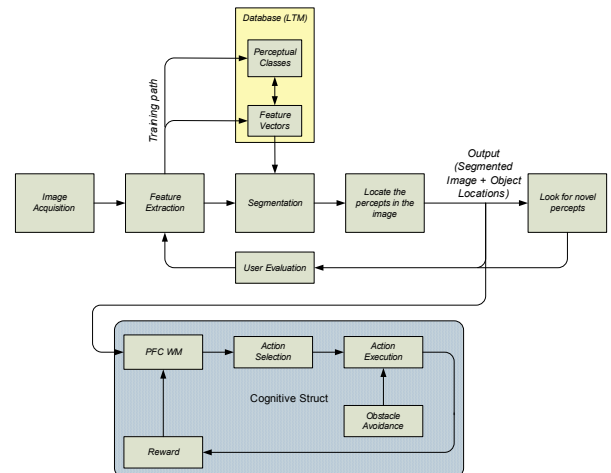 Database (LTM)
Perceptual
Classes
Feature
Vectors
Training path
Output
(Segmented
Image + Object
Locations)
Image
Acquisition
Feature
Extraction
Segmentation
Locate the
percepts in the
image
Look for novel
percepts
User Evaluation
PFC WM
Action
Selection
Action
Execution
Cognitive Struct
Obstacle
Avoidance
Reward